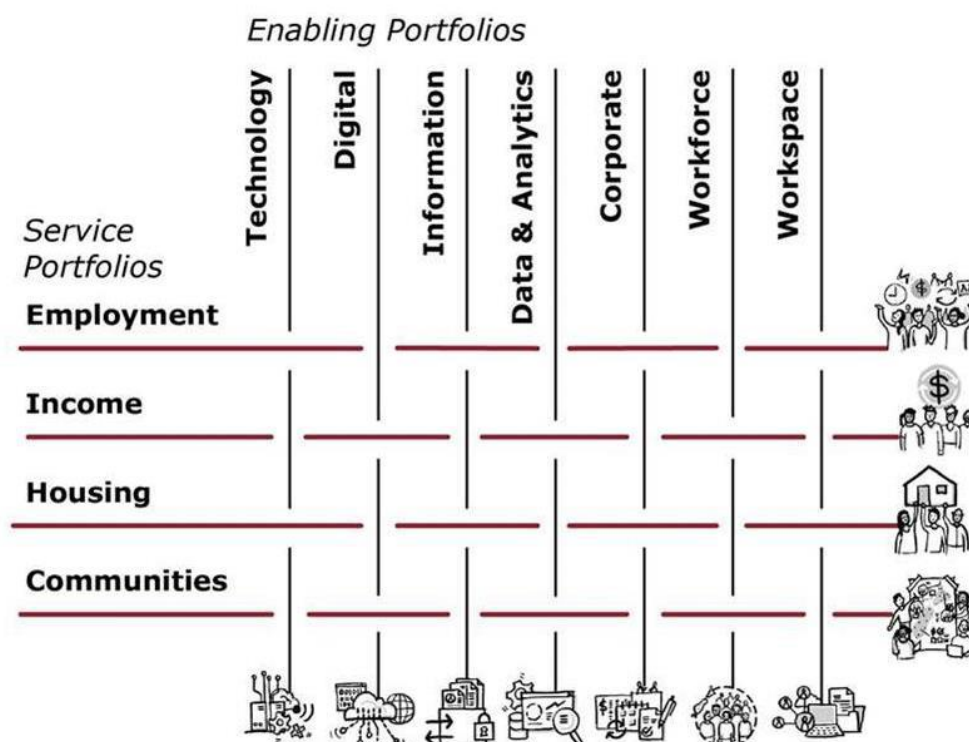 Enabling Portfolios
Technology
Digital
Information
Data & Analytics
Corporate
Workforce
Workspace
Service
Portfolios
Employment
Income
Housing
Communities
$
$
$